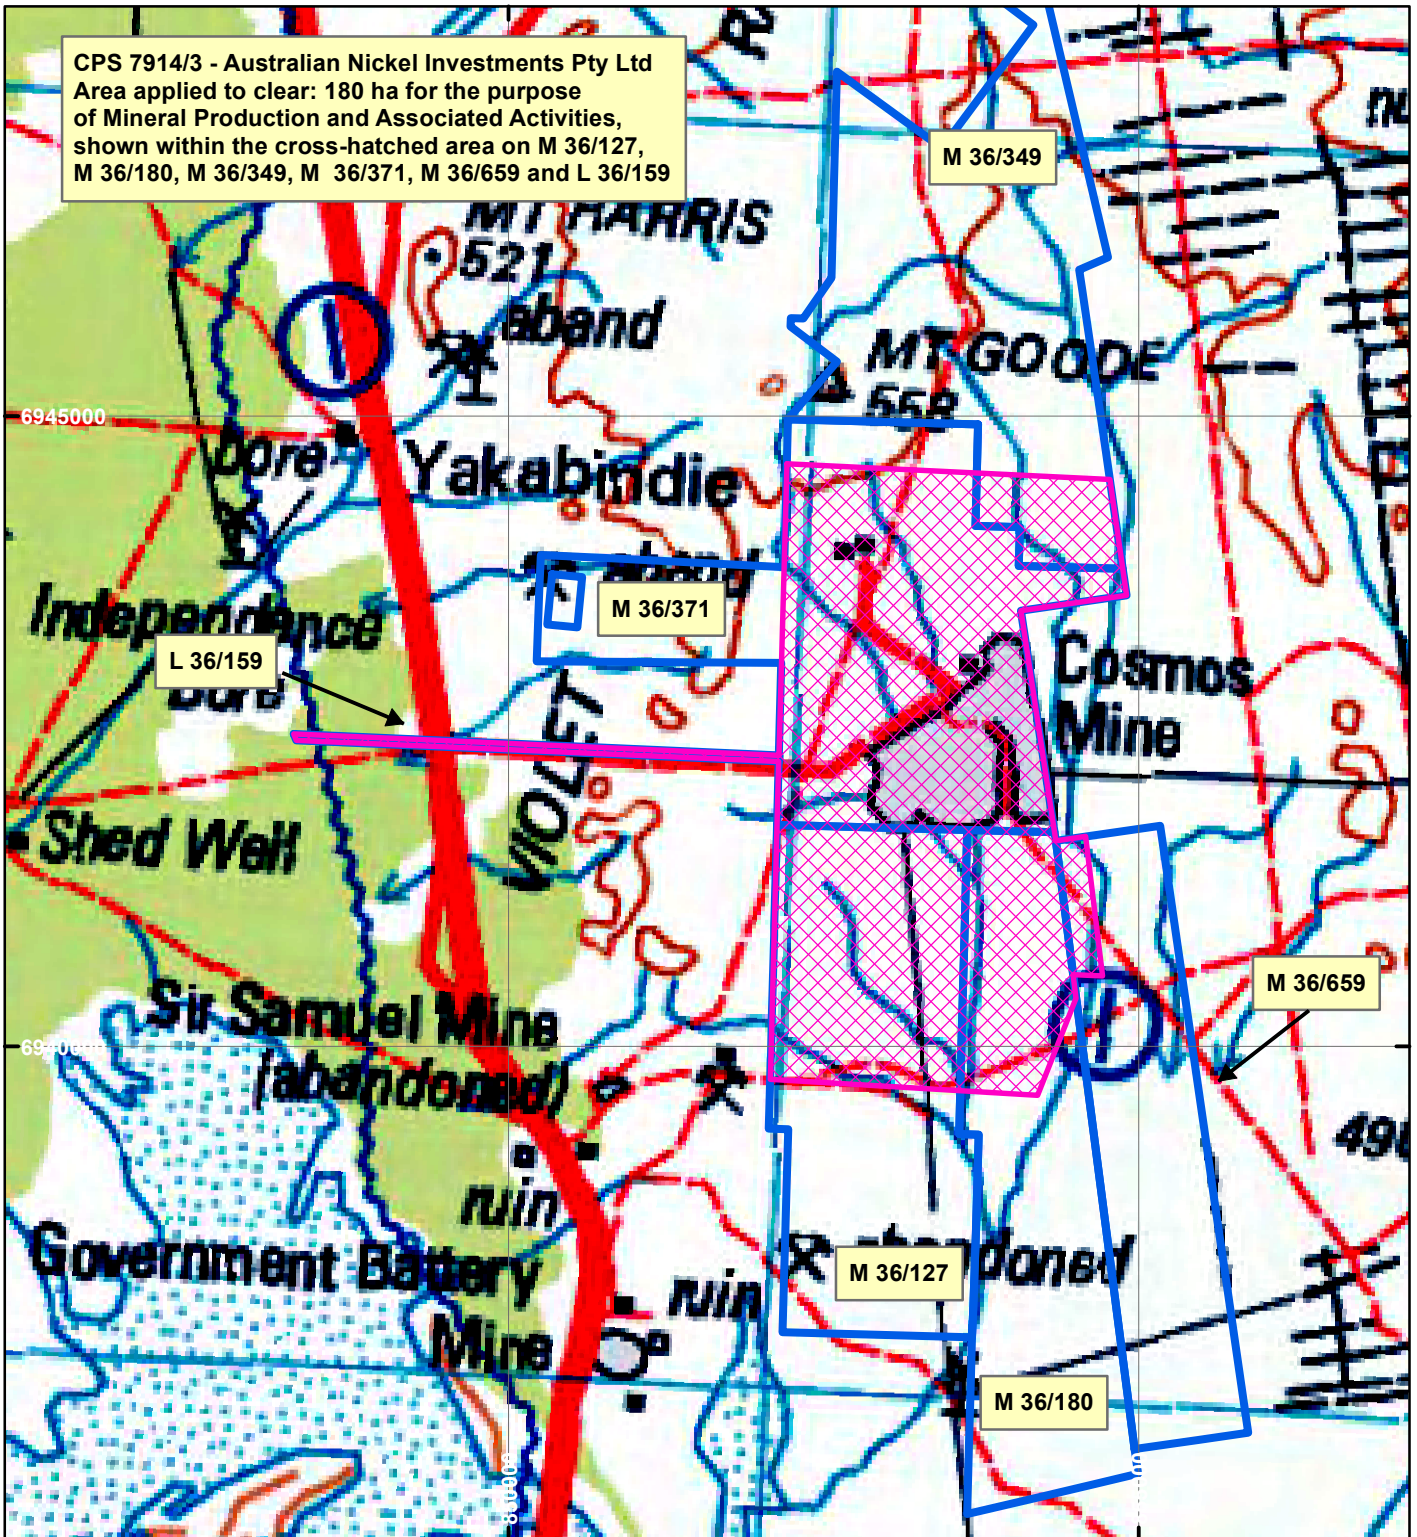 CPS 7914/3 - Australian Nickel Investments Pty Ltd
Area applied to clear: 180 ha for the purpose
of Mineral Production and Associated Activities,
shown within the cross-hatched area on M 36/127,
M 36/180, M 36/349, M  36/371, M 36/659 and L 36/159
M 36/349
MT HARRIS
521
aband
MT GOODE
558
6945000
bore
Yakabindie
aband
M 36/371
Independence
Bore
L 36/159
Cosmos
Mine
VIOLET
Shed Well
M 36/659
Sir Samuel Mine
(abandoned)
6940000
ruin
Government Battery
Mine
ruin
abandoned
M 36/127
M 36/180